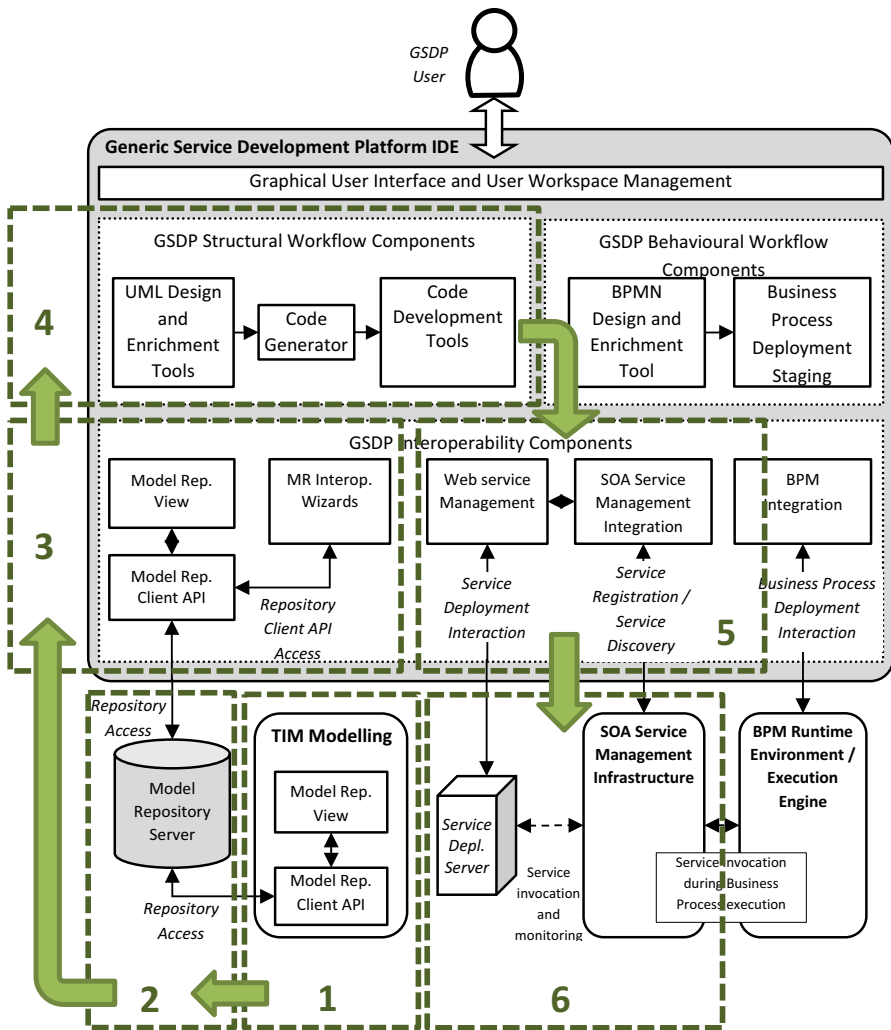 GSDP
User
Generic Service Development Platform IDE
Graphical User Interface and User Workspace Management
GSDP Structural Workflow Components
GSDP Behavioural Workflow
Components
4
UML Design
and
Enrichment
Tools
Code
Generator
Code
Development
Tools
BPMN
Design and
Enrichment
Tool
Business
Process
Deployment
Staging
GSDP Interoperability Components
3
Model Rep.
View
MR Interop.
Wizards
Web service
Management
SOA Service
Management
Integration
BPM
Integration
Model Rep.
Client API
Repository
Client API
Access
Service
Deployment
Interaction
Service
Registration /
Service
Discovery
Business Process
Deployment
Interaction
5
Repository
Access
Model
Repository
Server
TIM Modelling
Model Rep.
View
Model Rep.
Client API
Repository
Access
Service
Depl.
Server
Service
invocation
and
monitoring
SOA Service
Management
Infrastructure
BPM Runtime
Environment /
Execution
Engine
Service invocation
during Business
Process execution
2
1
6